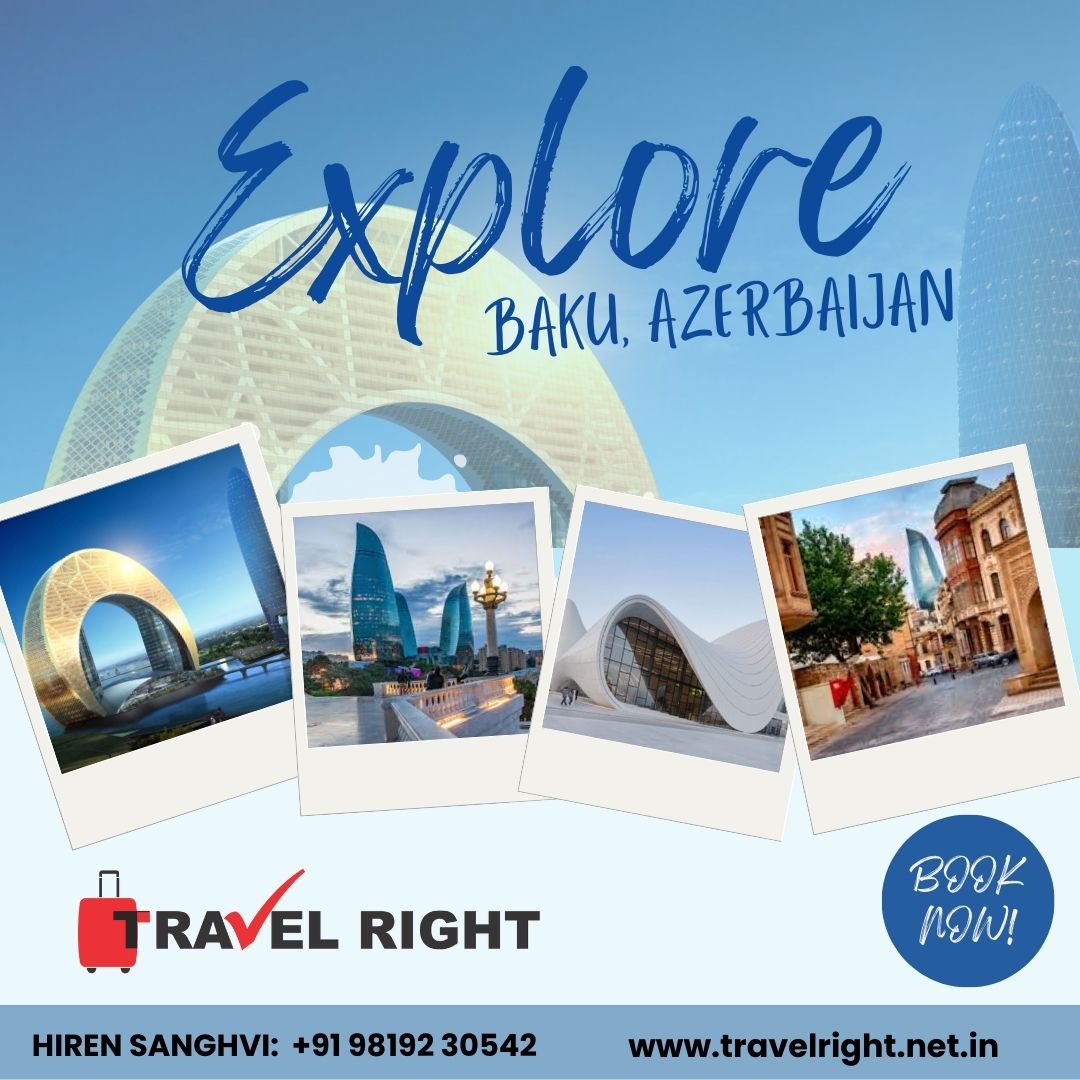 Explore
BAKU, AZERBAIJAN
TRAVEL RIGHT
BOOK
NOW!
HIREN SANGHVI: +91 98192 30542
www.travelright.net.in